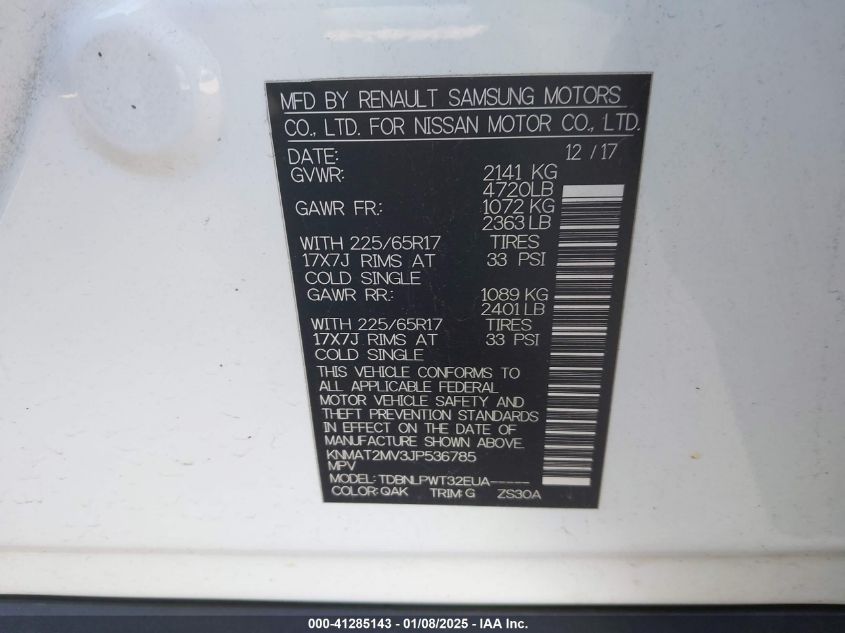 MFD BY RENAULT SAMSUNG MOTORS
CO., LTD. FOR NISSAN MOTOR CO., LTD.
DATE: 12 / 17
GVWR: 2141 KG
4720LB
GAWR FR.: 1072 KG
2363 LB
WITH 225/65R17 TIRES
17X7J RIMS AT 33 PSI
COLD SINGLE
GAWR RR.: 1089 KG
2401 LB
WITH 225/65R17 TIRES
17X7J RIMS AT 33 PSI
COLD SINGLE
THIS VEHICLE CONFORMS TO
ALL APPLICABLE FEDERAL
MOTOR VEHICLE SAFETY AND
THEFT PREVENTION STANDARDS
IN EFFECT ON THE DATE OF
MANUFACTURE SHOWN ABOVE.
KNMAT2MV3JP536785
MPV
MODEL: TDBNLPWT32EUA-----
COLOR: QAK TRIM:G ZS30A
000-41285143 - 01/08/2025 - IAA Inc.